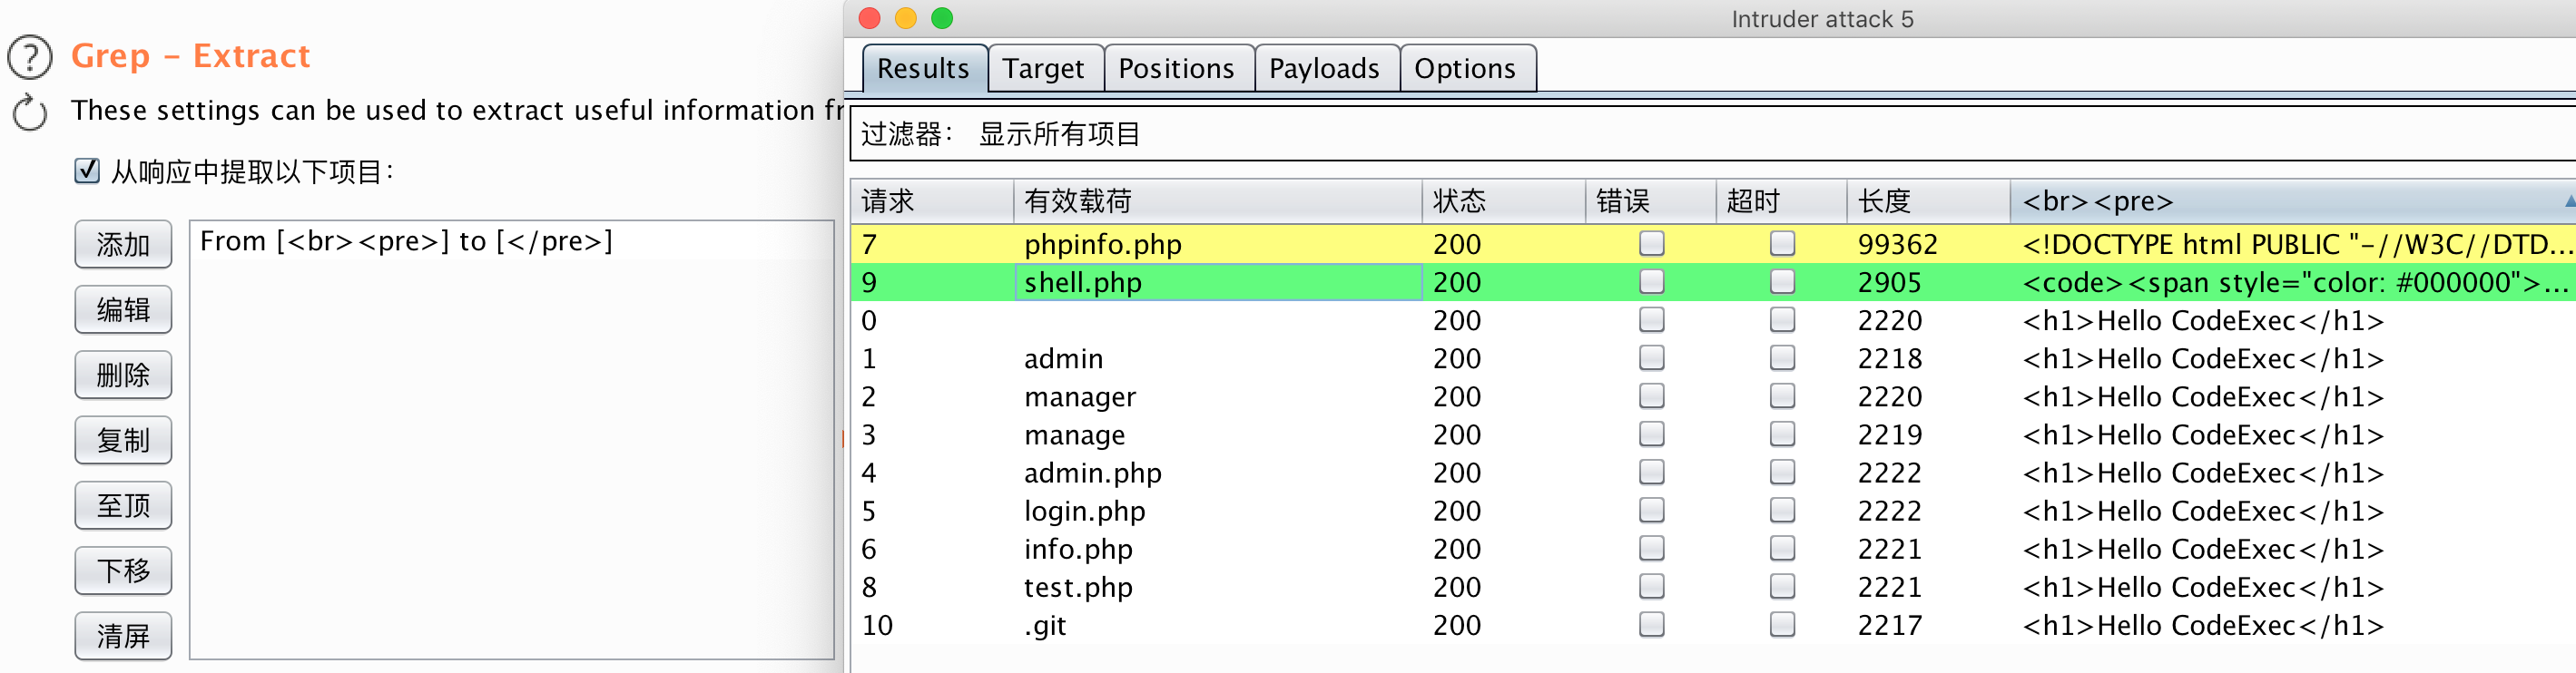 Grep – Extract
These settings can be used to extract useful information fr
从响应中提取以下项目：
添加
From [<br><pre>] to [</pre>]
编辑
删除
复制
至顶
下移
清屏
Intruder attack 5
Results Target Positions Payloads Options
过滤器： 显示所有项目
请求 有效载荷 状态 错误 超时 长度 <br><pre>
7 phpinfo.php 200 99362 <!DOCTYPE html PUBLIC "-//W3C//DTD...
9 shell.php 200 2905 <code><span style="color: #000000">...
0 200 2220 <h1>Hello CodeExec</h1>
1 admin 200 2218 <h1>Hello CodeExec</h1>
2 manager 200 2220 <h1>Hello CodeExec</h1>
3 manage 200 2219 <h1>Hello CodeExec</h1>
4 admin.php 200 2222 <h1>Hello CodeExec</h1>
5 login.php 200 2222 <h1>Hello CodeExec</h1>
6 info.php 200 2221 <h1>Hello CodeExec</h1>
8 test.php 200 2221 <h1>Hello CodeExec</h1>
10 .git 200 2217 <h1>Hello CodeExec</h1>